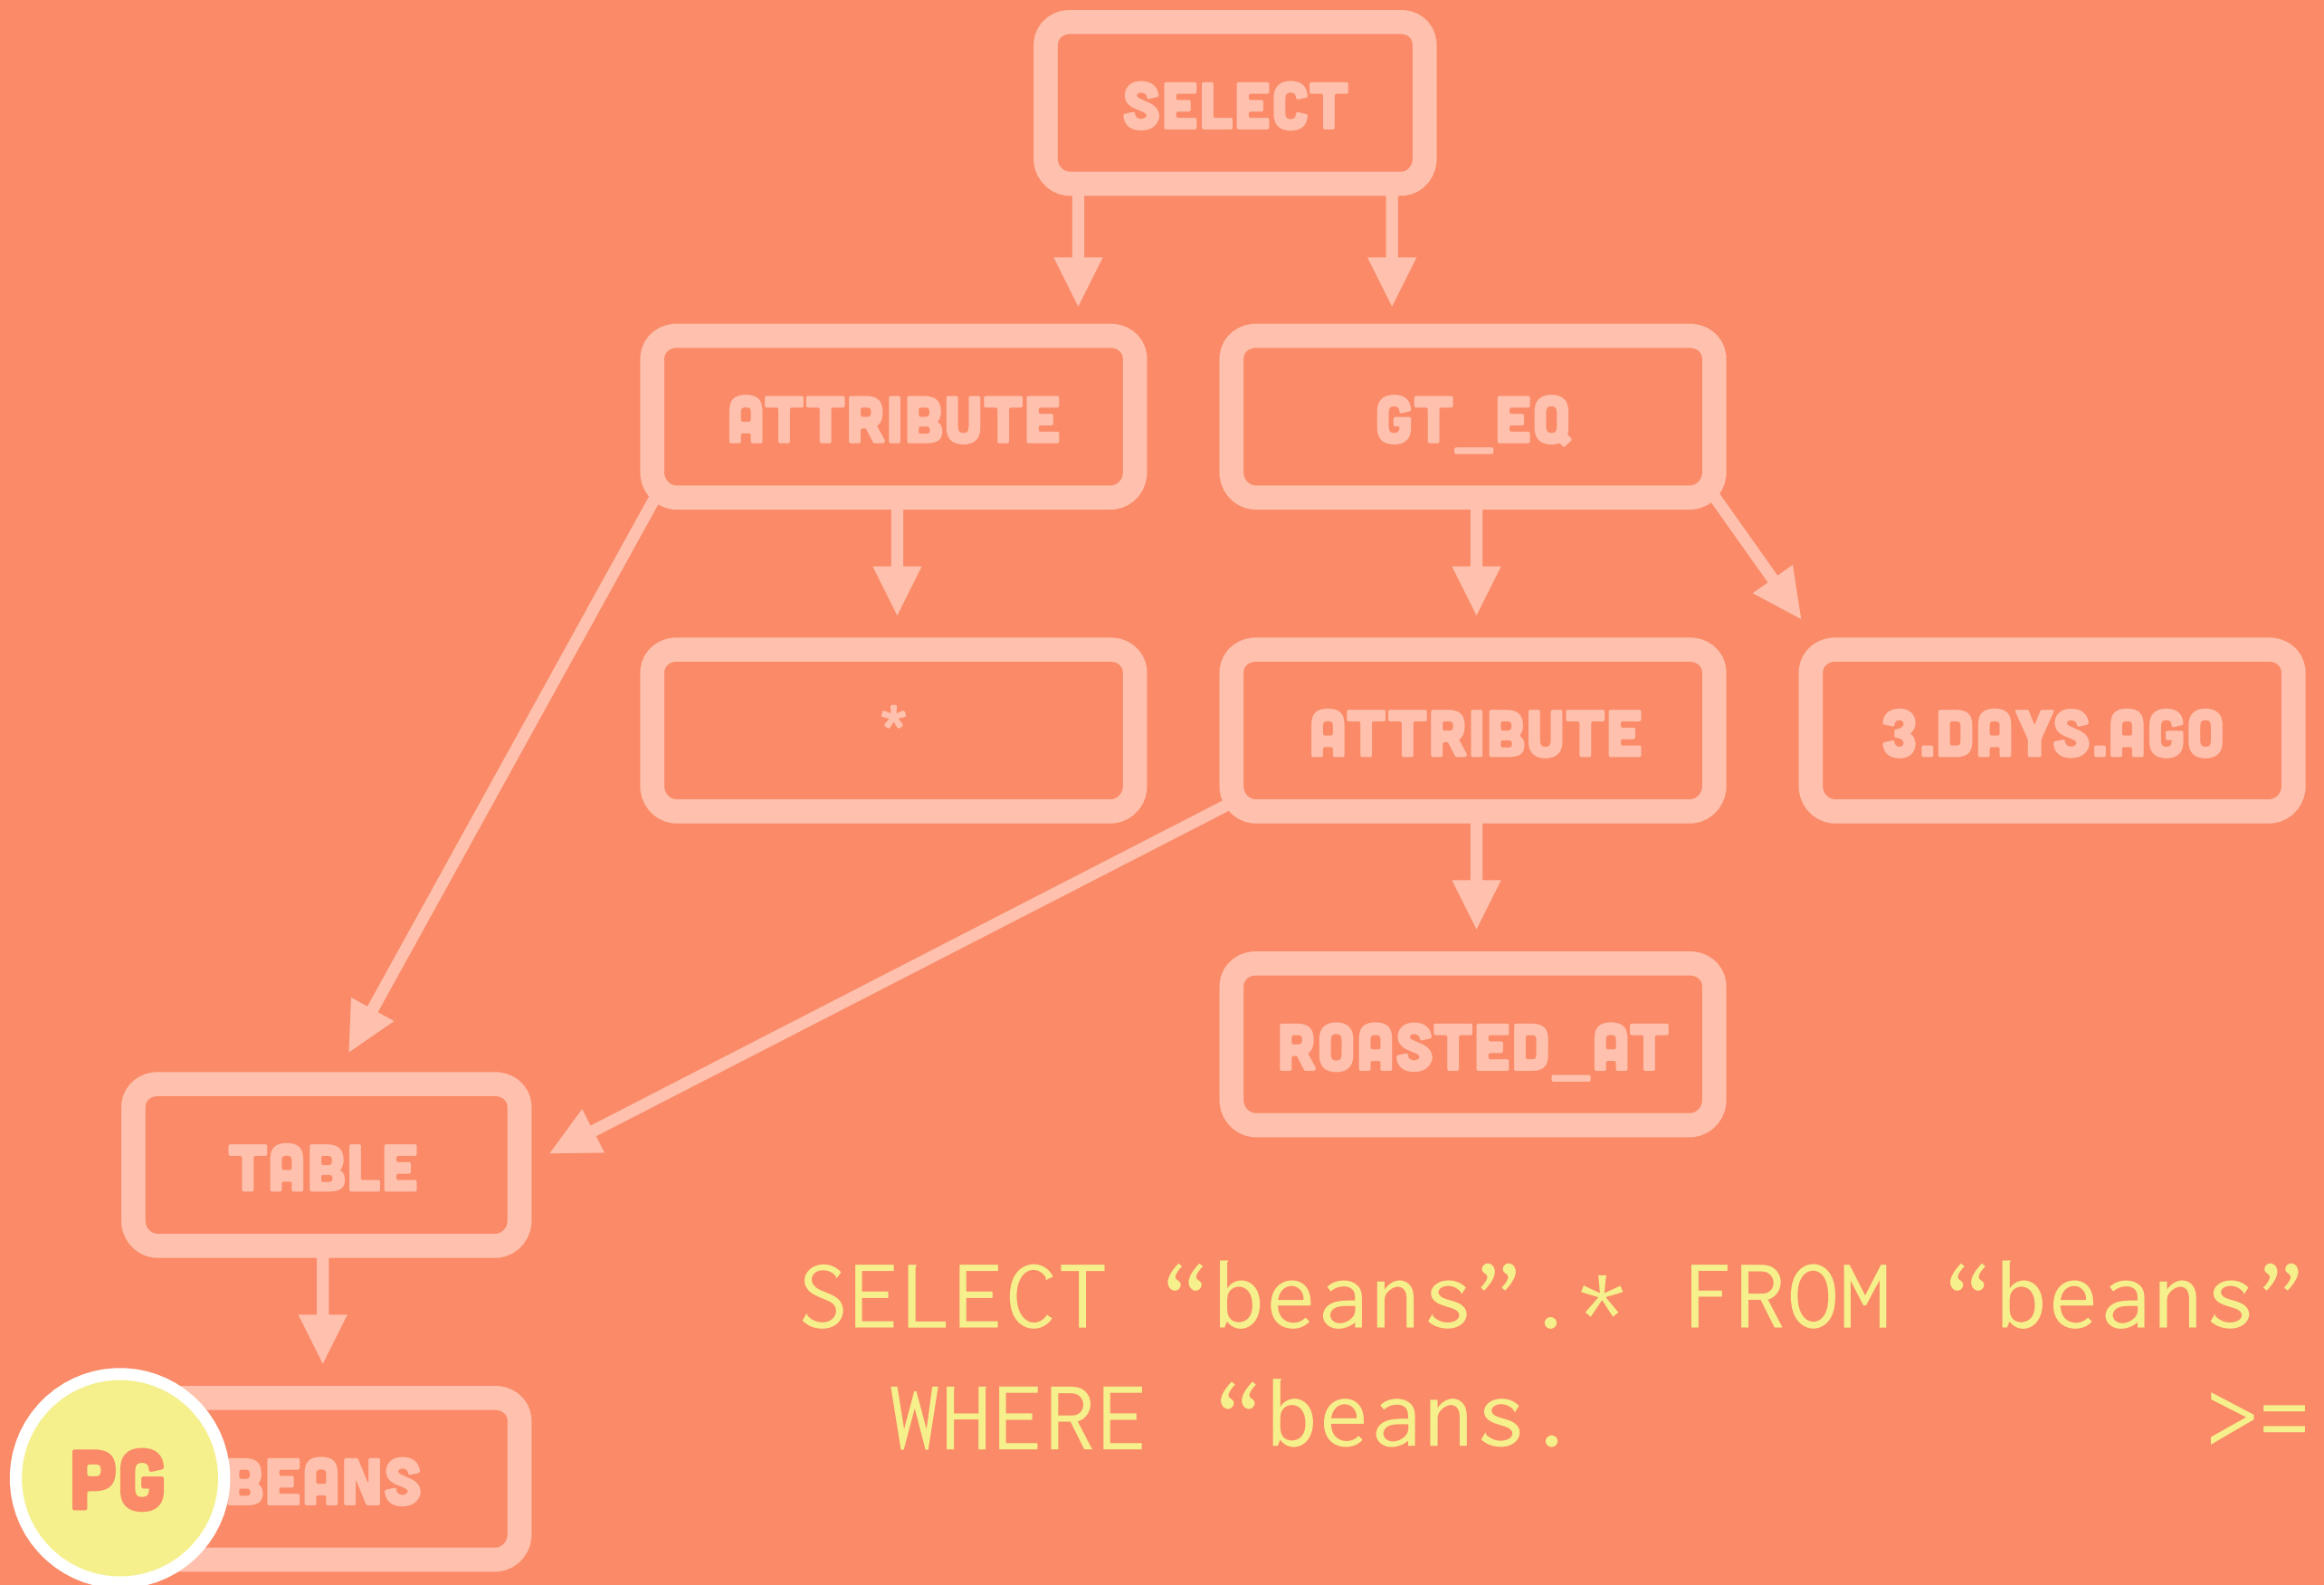 SELECT
ATTRIBUTE
GT_EQ
*
ATTRIBUTE
3.DAYS.AGO
ROASTED_AT
TABLE
BEANS
PG
SELECT “beans”.* FROM “beans”
WHERE “beans. >=